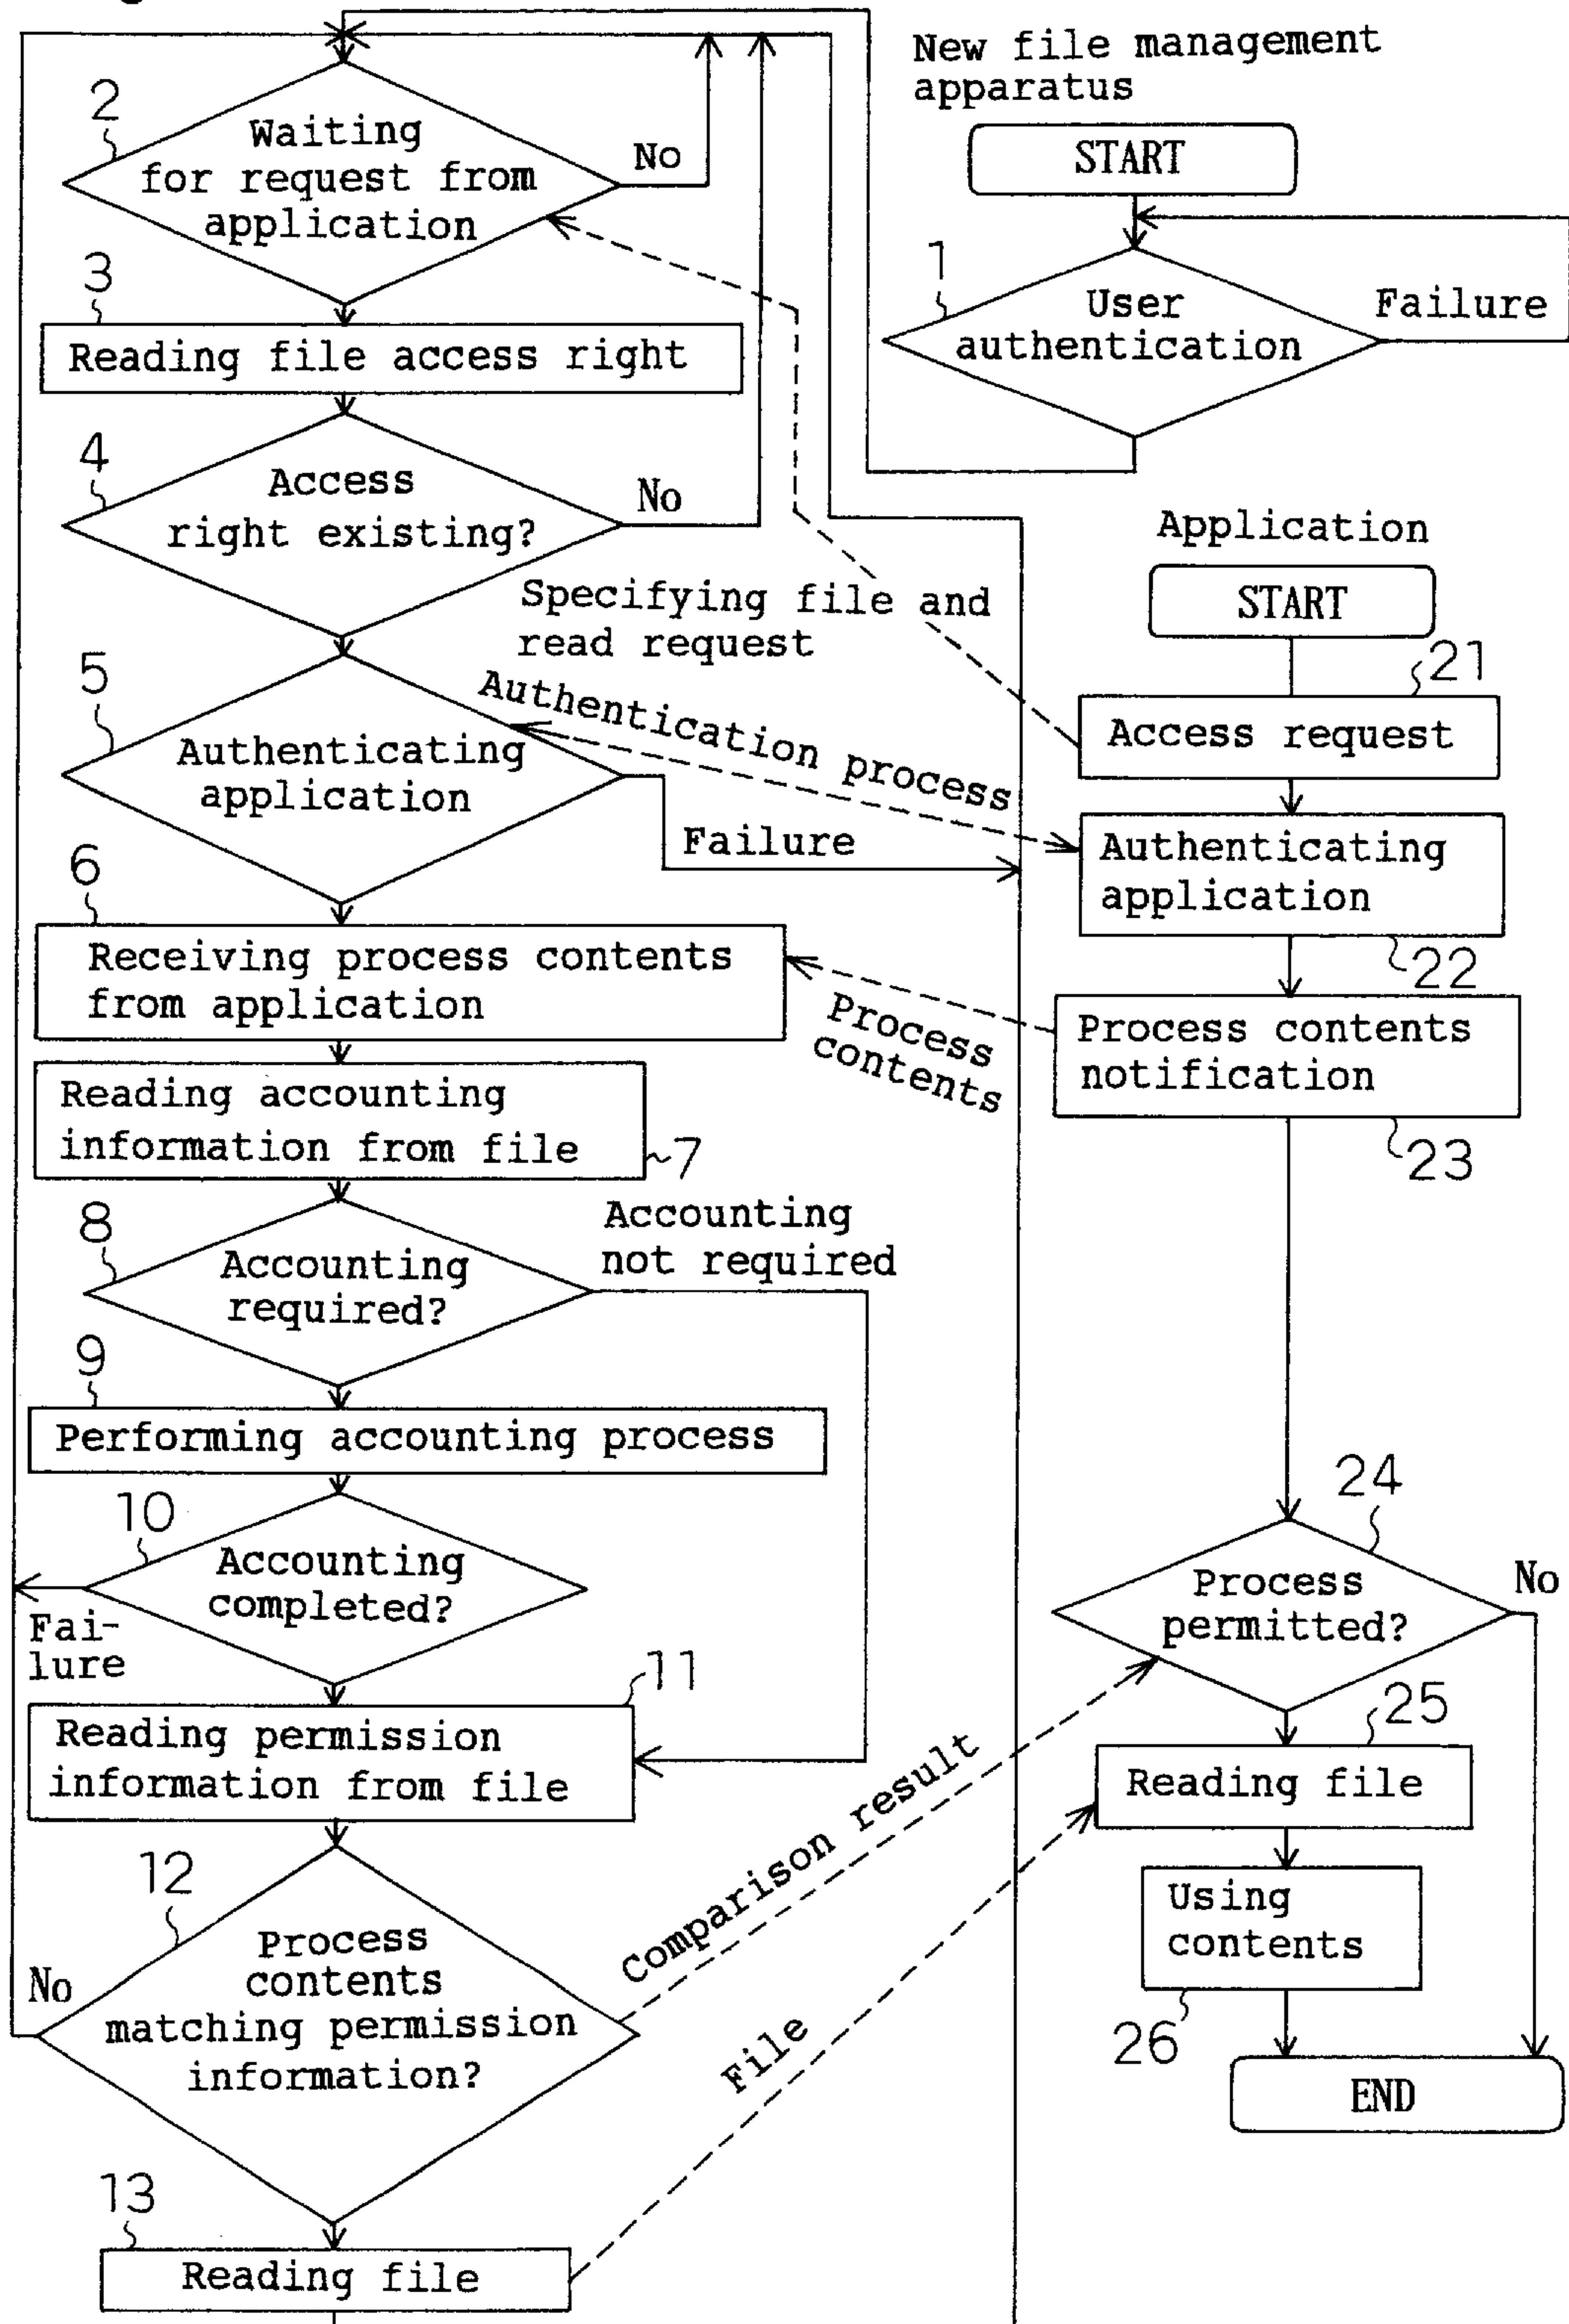 New file management
apparatus
START
1
User
authentication
Failure
2
Waiting
for request from
application
No
3
Reading file access right
4
Access
right existing?
No
Specifying file and
read request
5
Authenticating
application
Authentication process
Failure
6
Receiving process contents
from application
Process
contents
Reading accounting
information from file
7
8
Accounting
required?
Accounting
not required
9
Performing accounting process
10
Accounting
completed?
Fai-
lure
11
Reading permission
information from file
12
Process
contents
matching permission
information?
No
Comparison result
13
Reading file
File
Application
START
21
Access request
Authenticating
application
22
Process contents
notification
23
24
Process
permitted?
No
25
Reading file
Using
contents
26
END